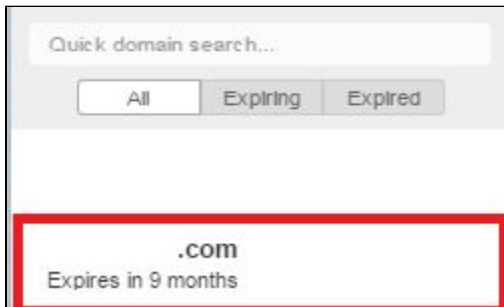 Quick domain search...
All Expiring Expired
.com
Expires in 9 months